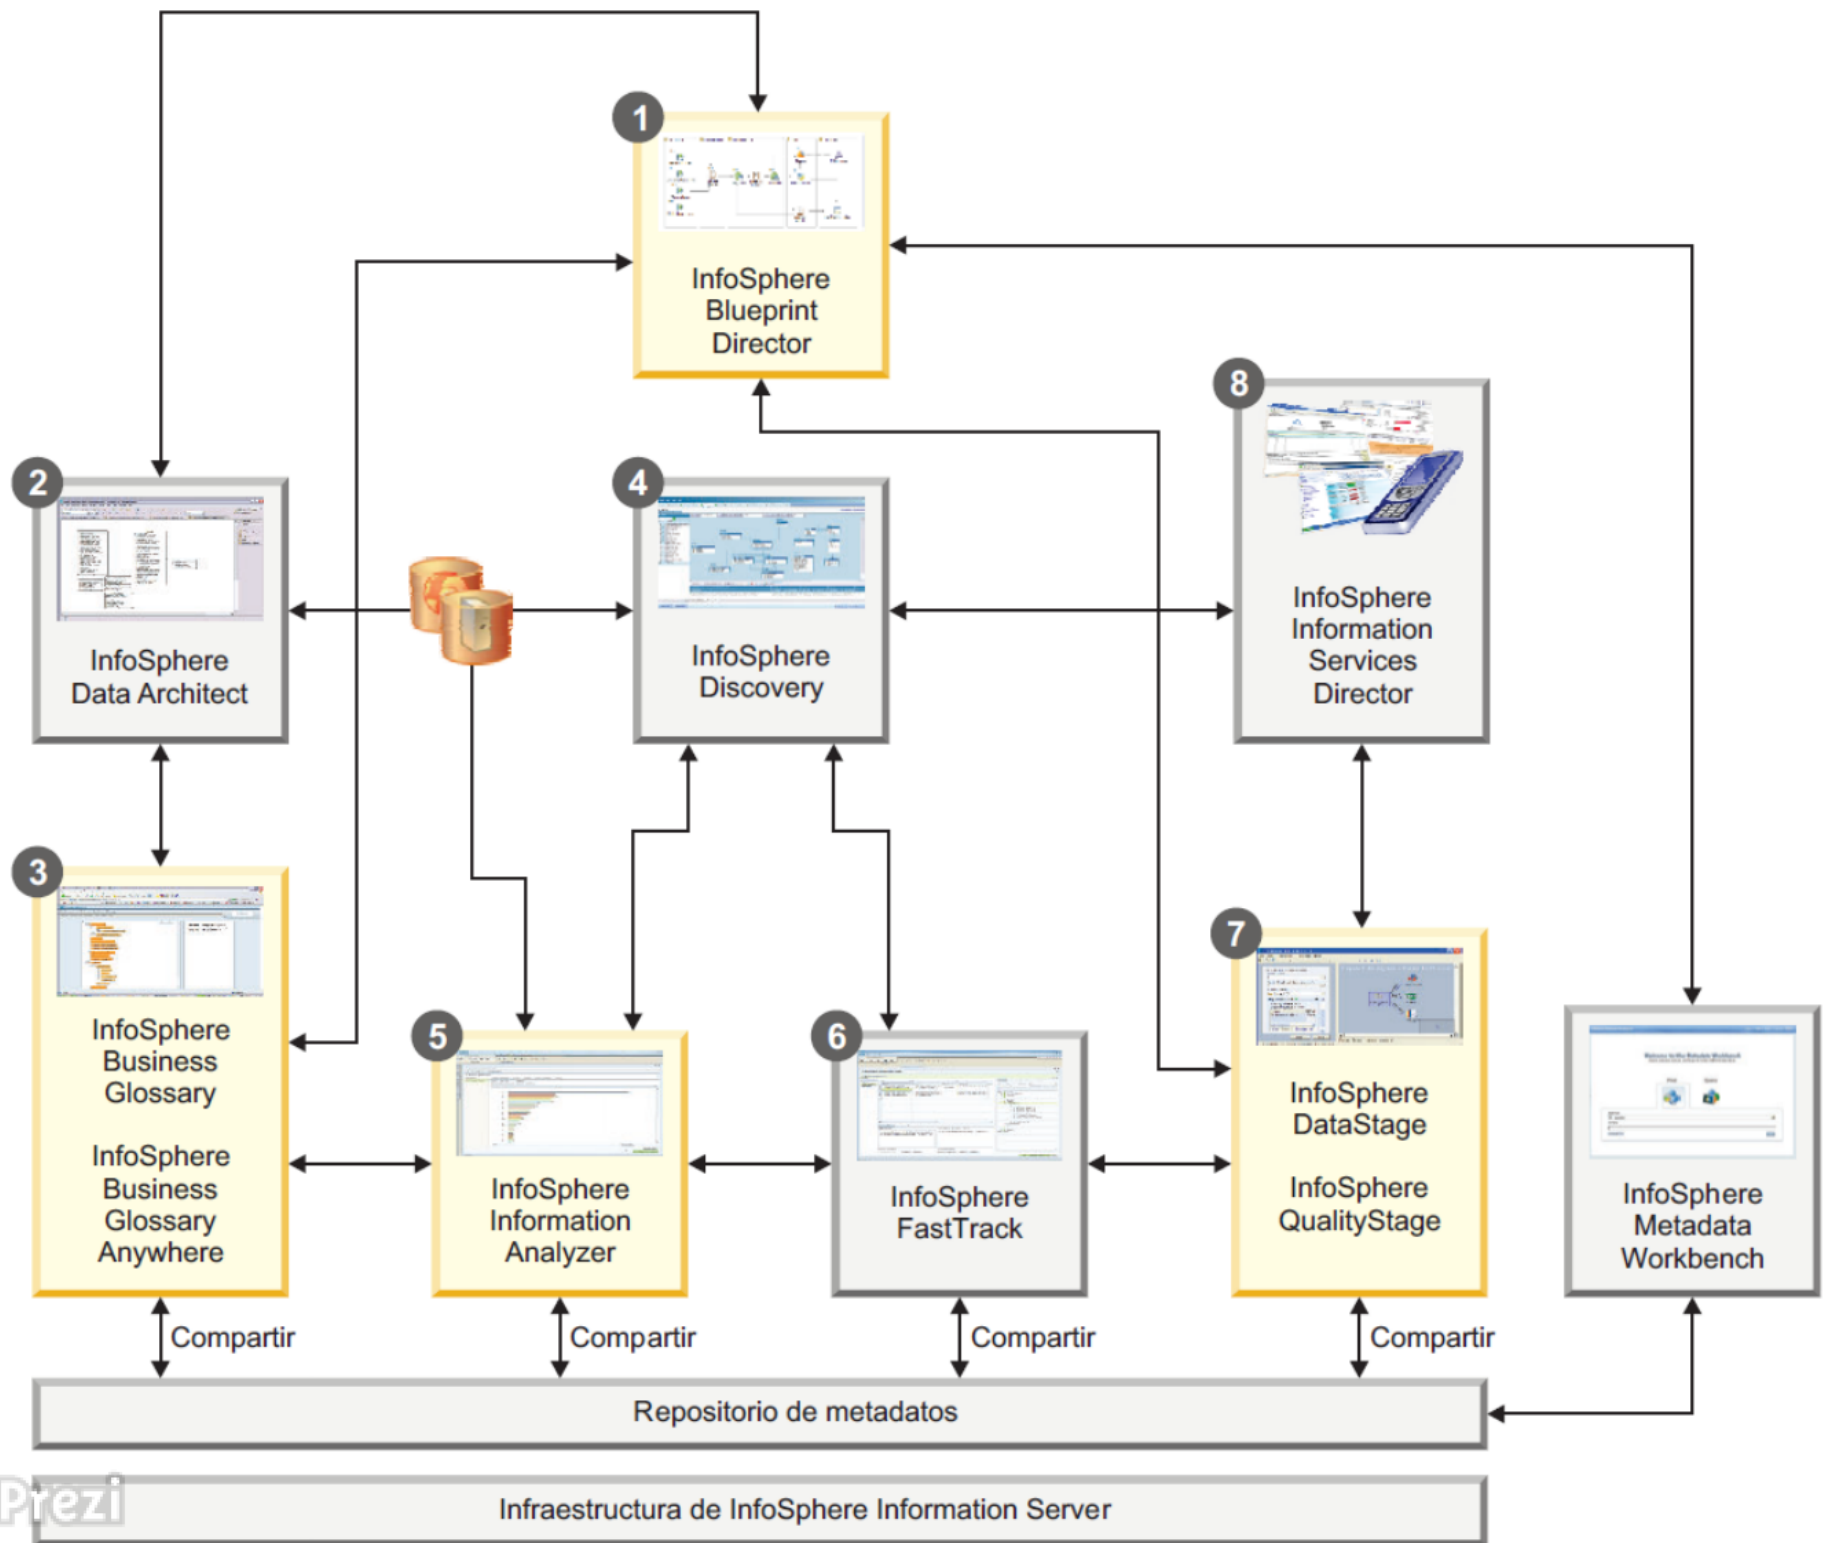 1
InfoSphere
Blueprint
Director
8
InfoSphere
Information
Services
Director
2
InfoSphere
Data Architect
4
InfoSphere
Discovery
3
InfoSphere
Business
Glossary
InfoSphere
Business
Glossary
Anywhere
5
InfoSphere
Information
Analyzer
6
InfoSphere
FastTrack
7
InfoSphere
DataStage
InfoSphere
QualityStage
InfoSphere
Metadata
Workbench
Compartir
Compartir
Compartir
Compartir
Repositorio de metadatos
Prezi
Infraestructura de InfoSphere Information Server